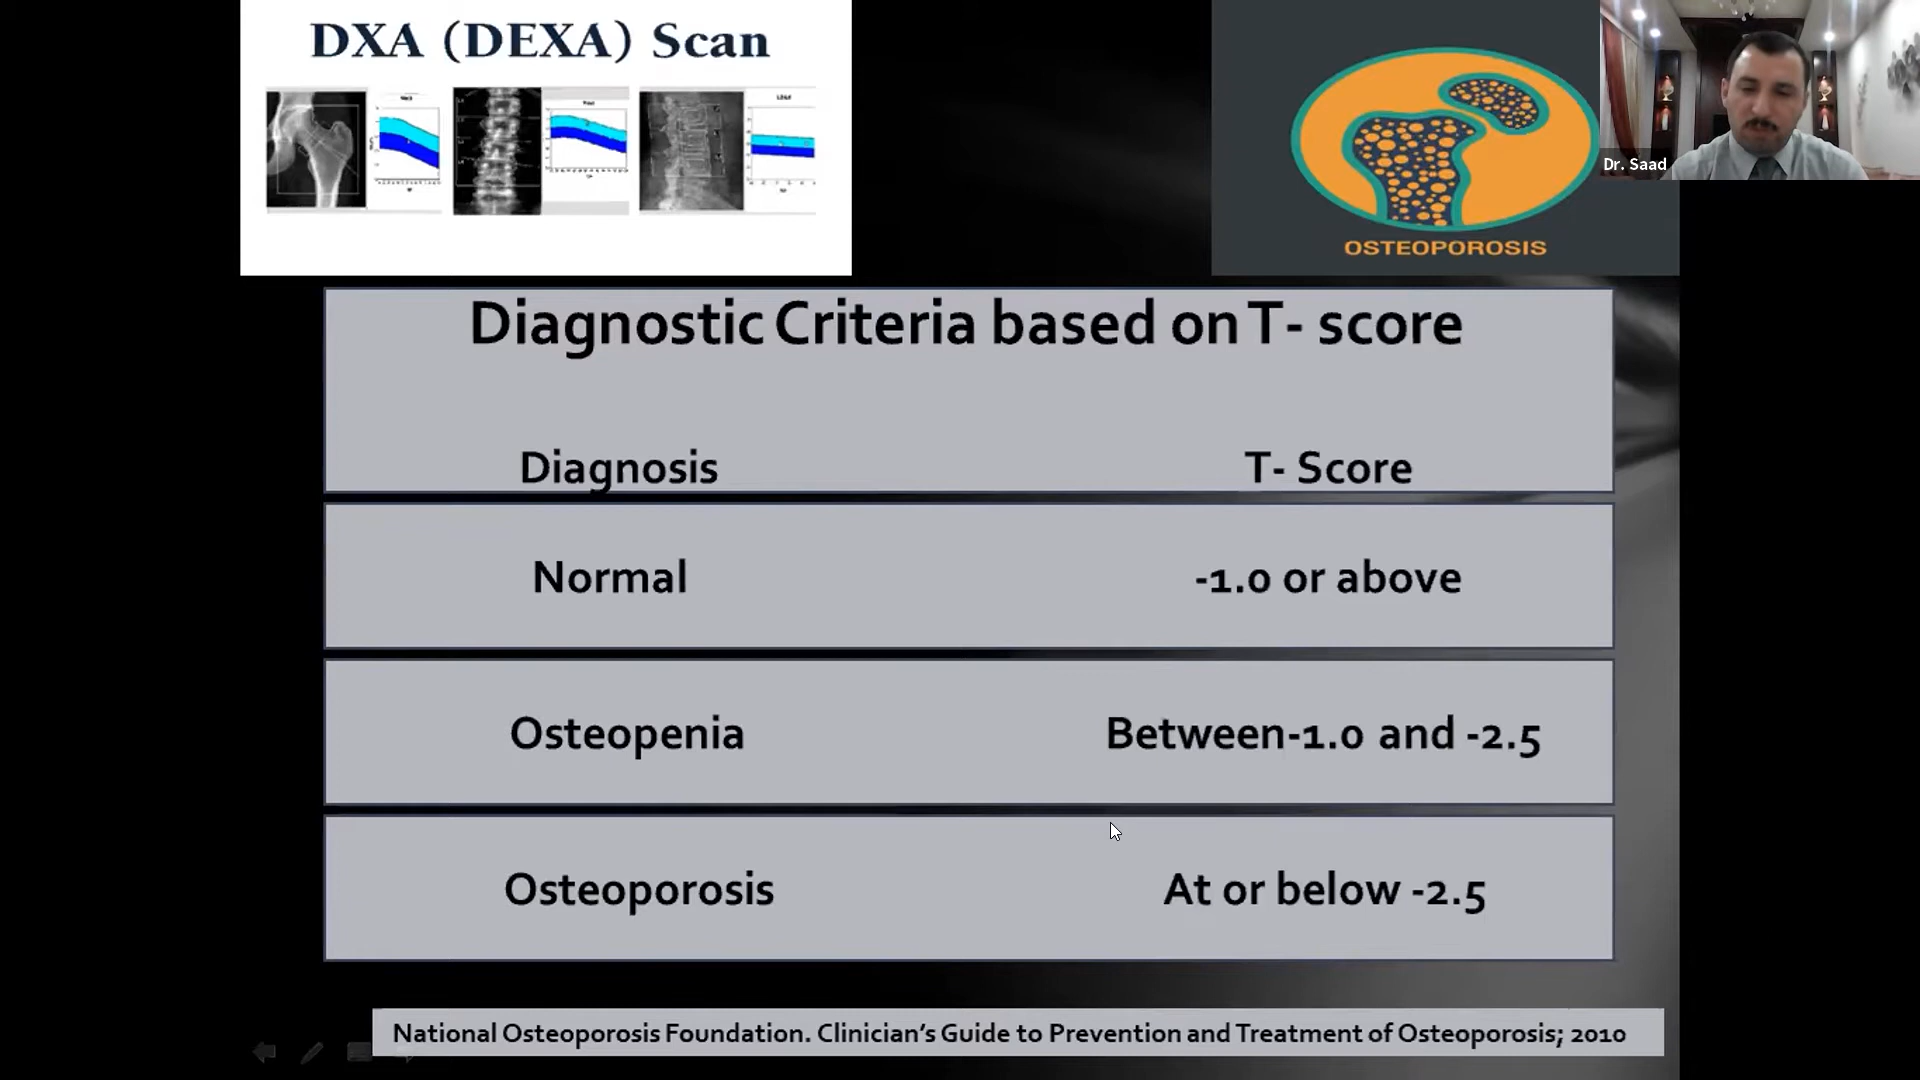 DXA (DEXA) Scan
OSTEOPOROSIS
Dr. Saad
Diagnostic Criteria based on T- score
Diagnosis T- Score
Normal -1.0 or above
Osteopenia Between-1.0 and -2.5
Osteoporosis At or below -2.5
National Osteoporosis Foundation. Clinician's Guide to Prevention and Treatment of Osteoporosis; 2010